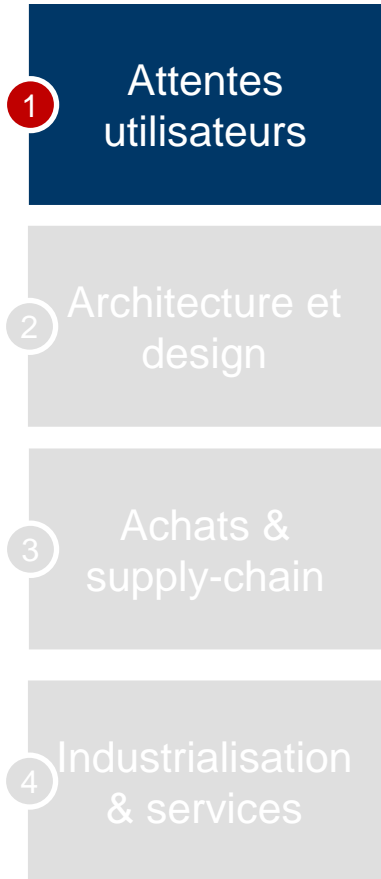 1
Attentes
utilisateurs
2
Architecture et
design
3
Achats &
supply-chain
4
Industrialisation
& services